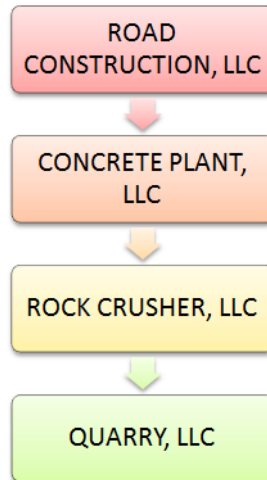 ROAD
CONSTRUCTION, LLC
CONCRETE PLANT,
LLC
ROCK CRUSHER, LLC
QUARRY, LLC